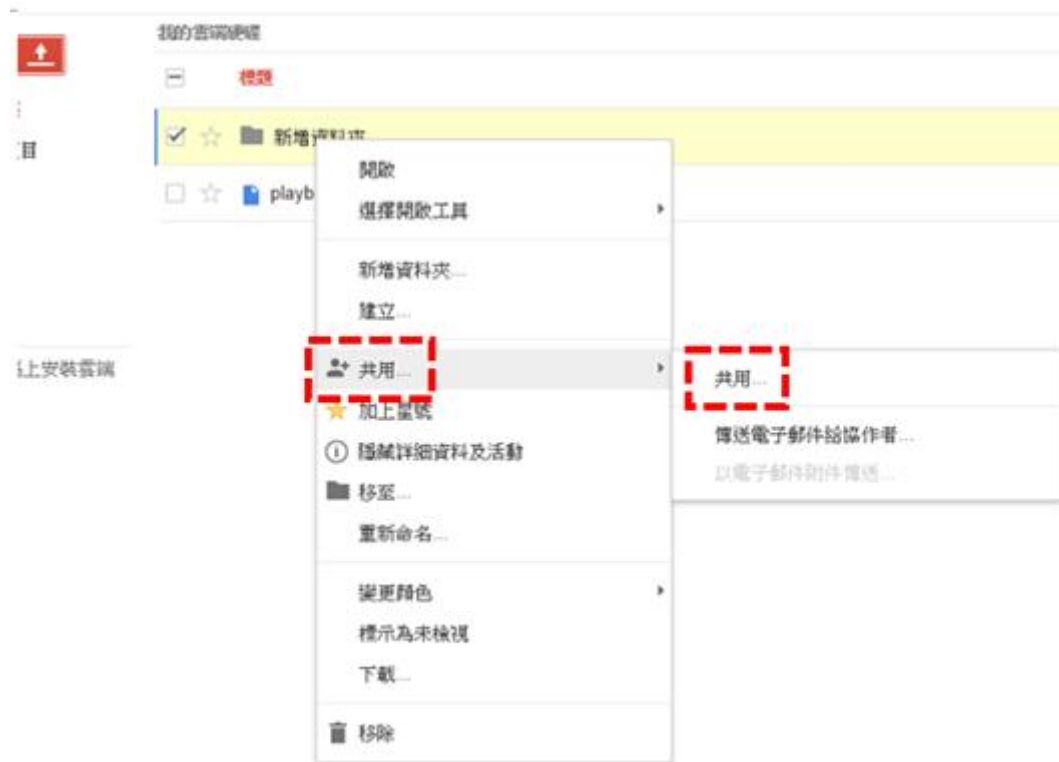 我的雲端硬碟
標題
新增資料夾
playb
開啟
選擇開啟工具
新增資料夾...
建立...
共用...
共用...
加上星號
傳送電子郵件給協作者...
隱藏詳細資料及活動
以電子郵件附件傳送...
移至...
重新命名...
變更顏色
標示為未檢視
下載...
移除
上安裝雲端